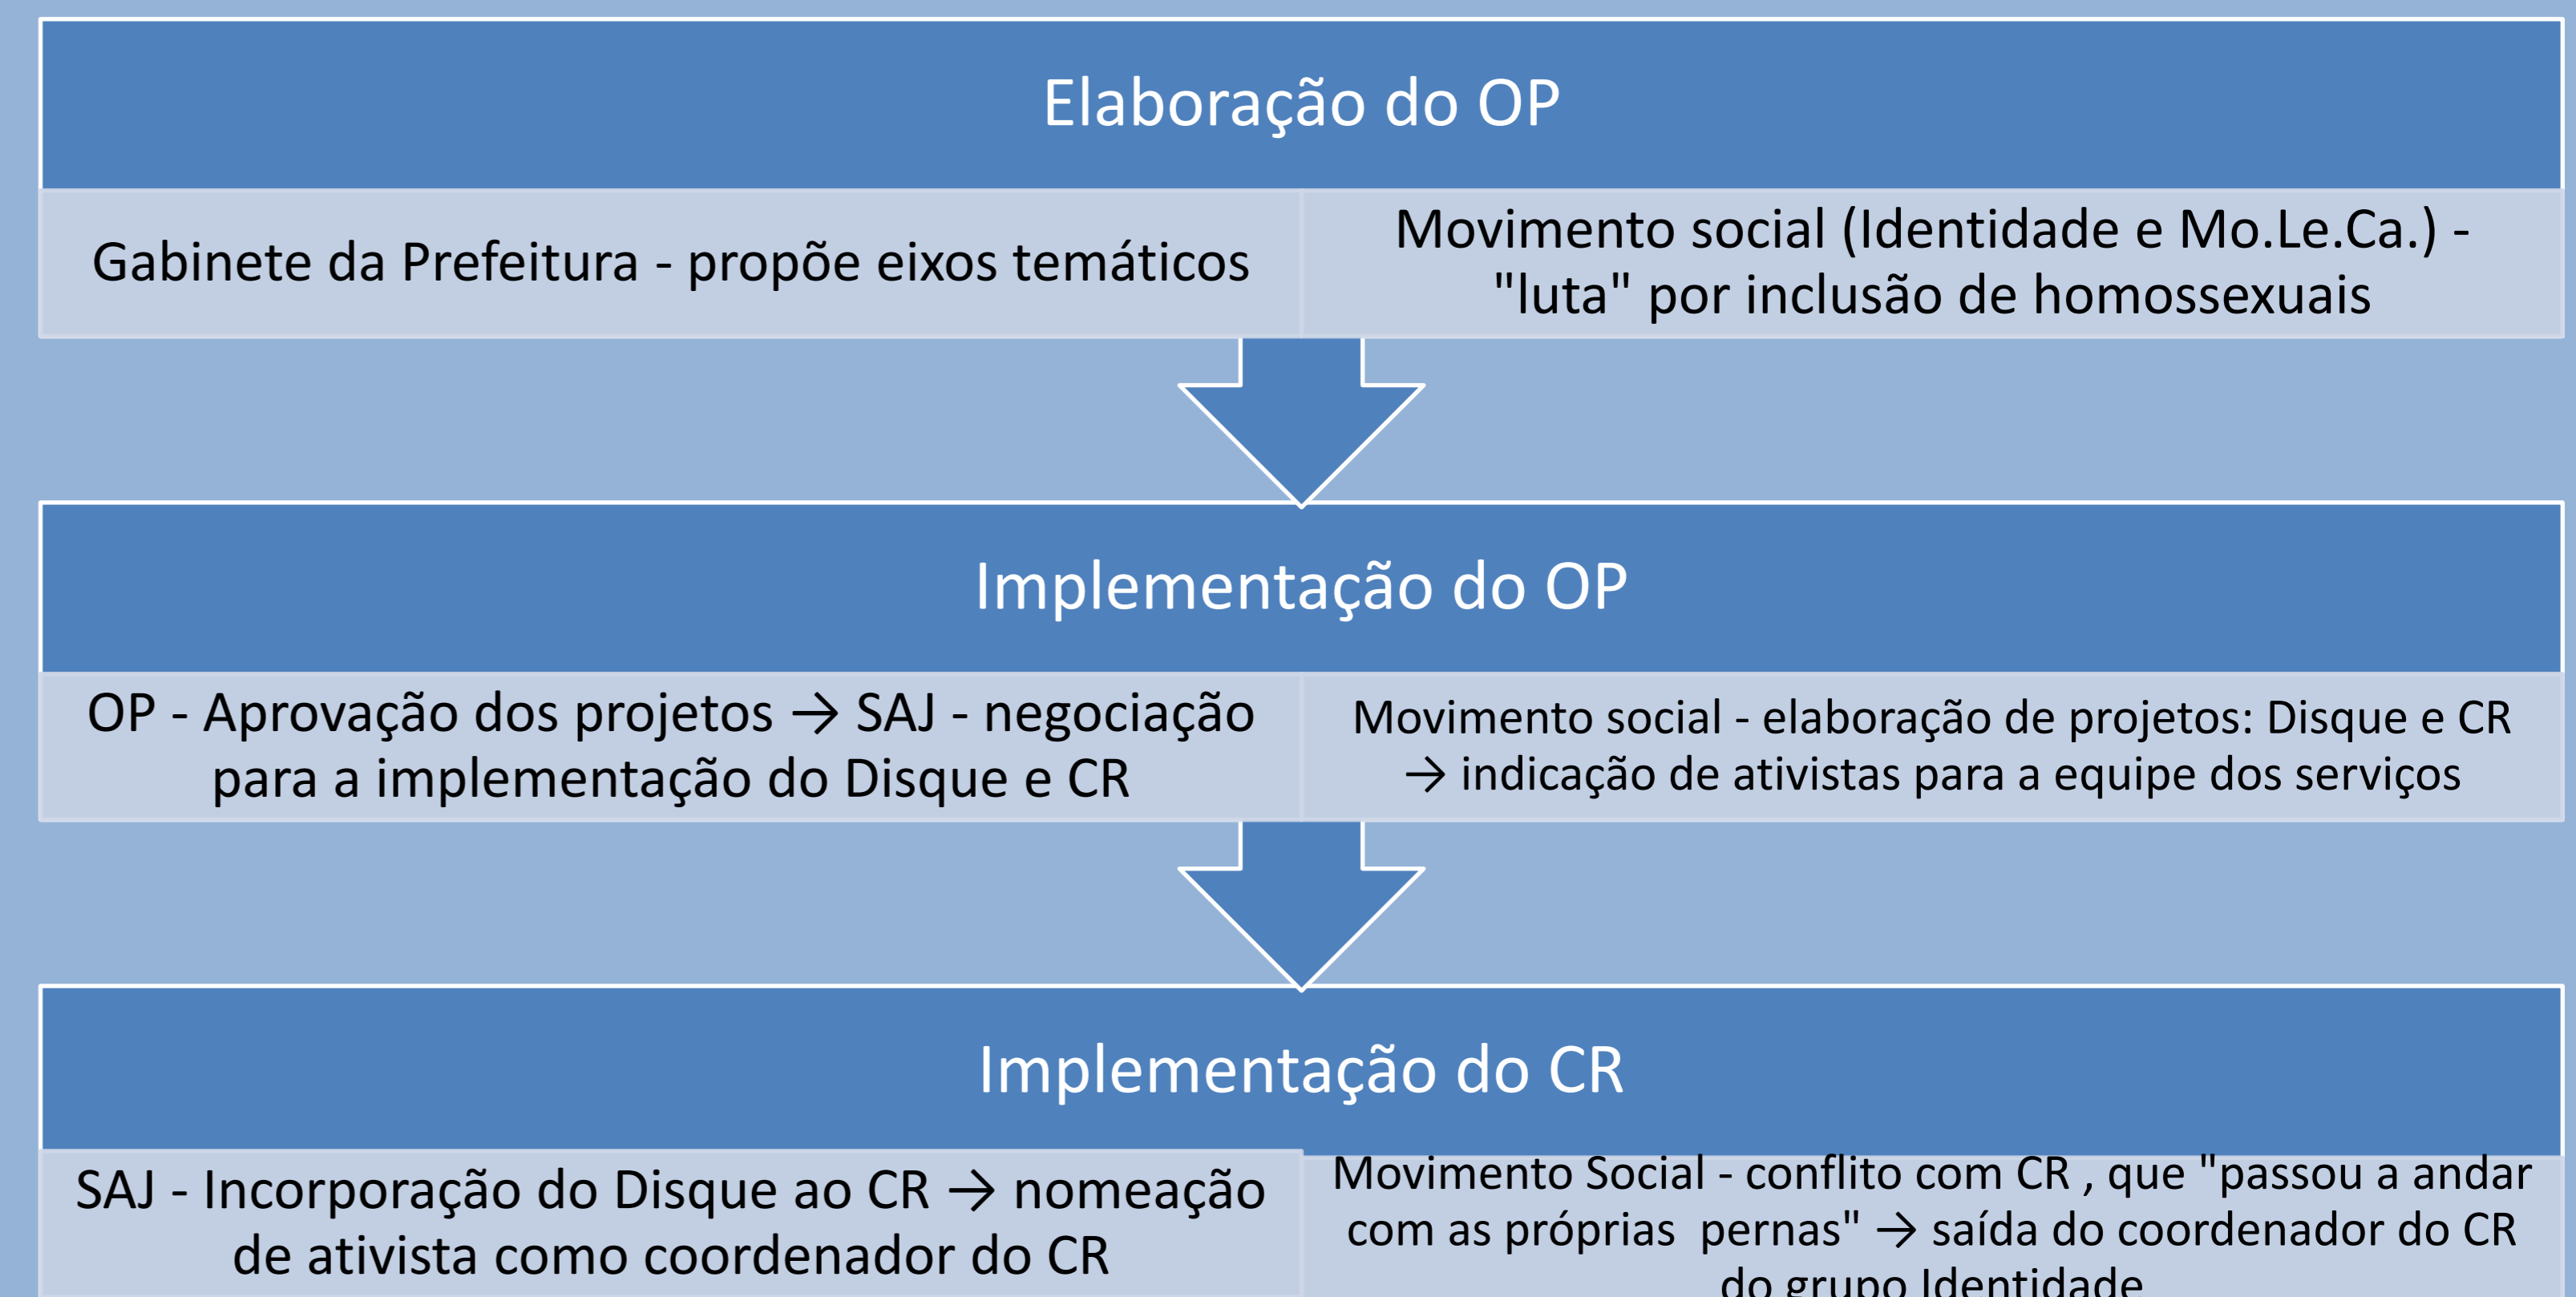 Elaboração do OP
Gabinete da Prefeitura - propõe eixos temáticos
Movimento social (Identidade e Mo.Le.Ca.) -
"luta" por inclusão de homossexuais
Implementação do OP
OP - Aprovação dos projetos → SAJ - negociação
para a implementação do Disque e CR
Movimento social - elaboração de projetos: Disque e CR
→ indicação de ativistas para a equipe dos serviços
Implementação do CR
SAJ - Incorporação do Disque ao CR → nomeação
de ativista como coordenador do CR
Movimento Social - conflito com CR , que "passou a andar
com as próprias  pernas" → saída do coordenador do CR
do grupo Identidade